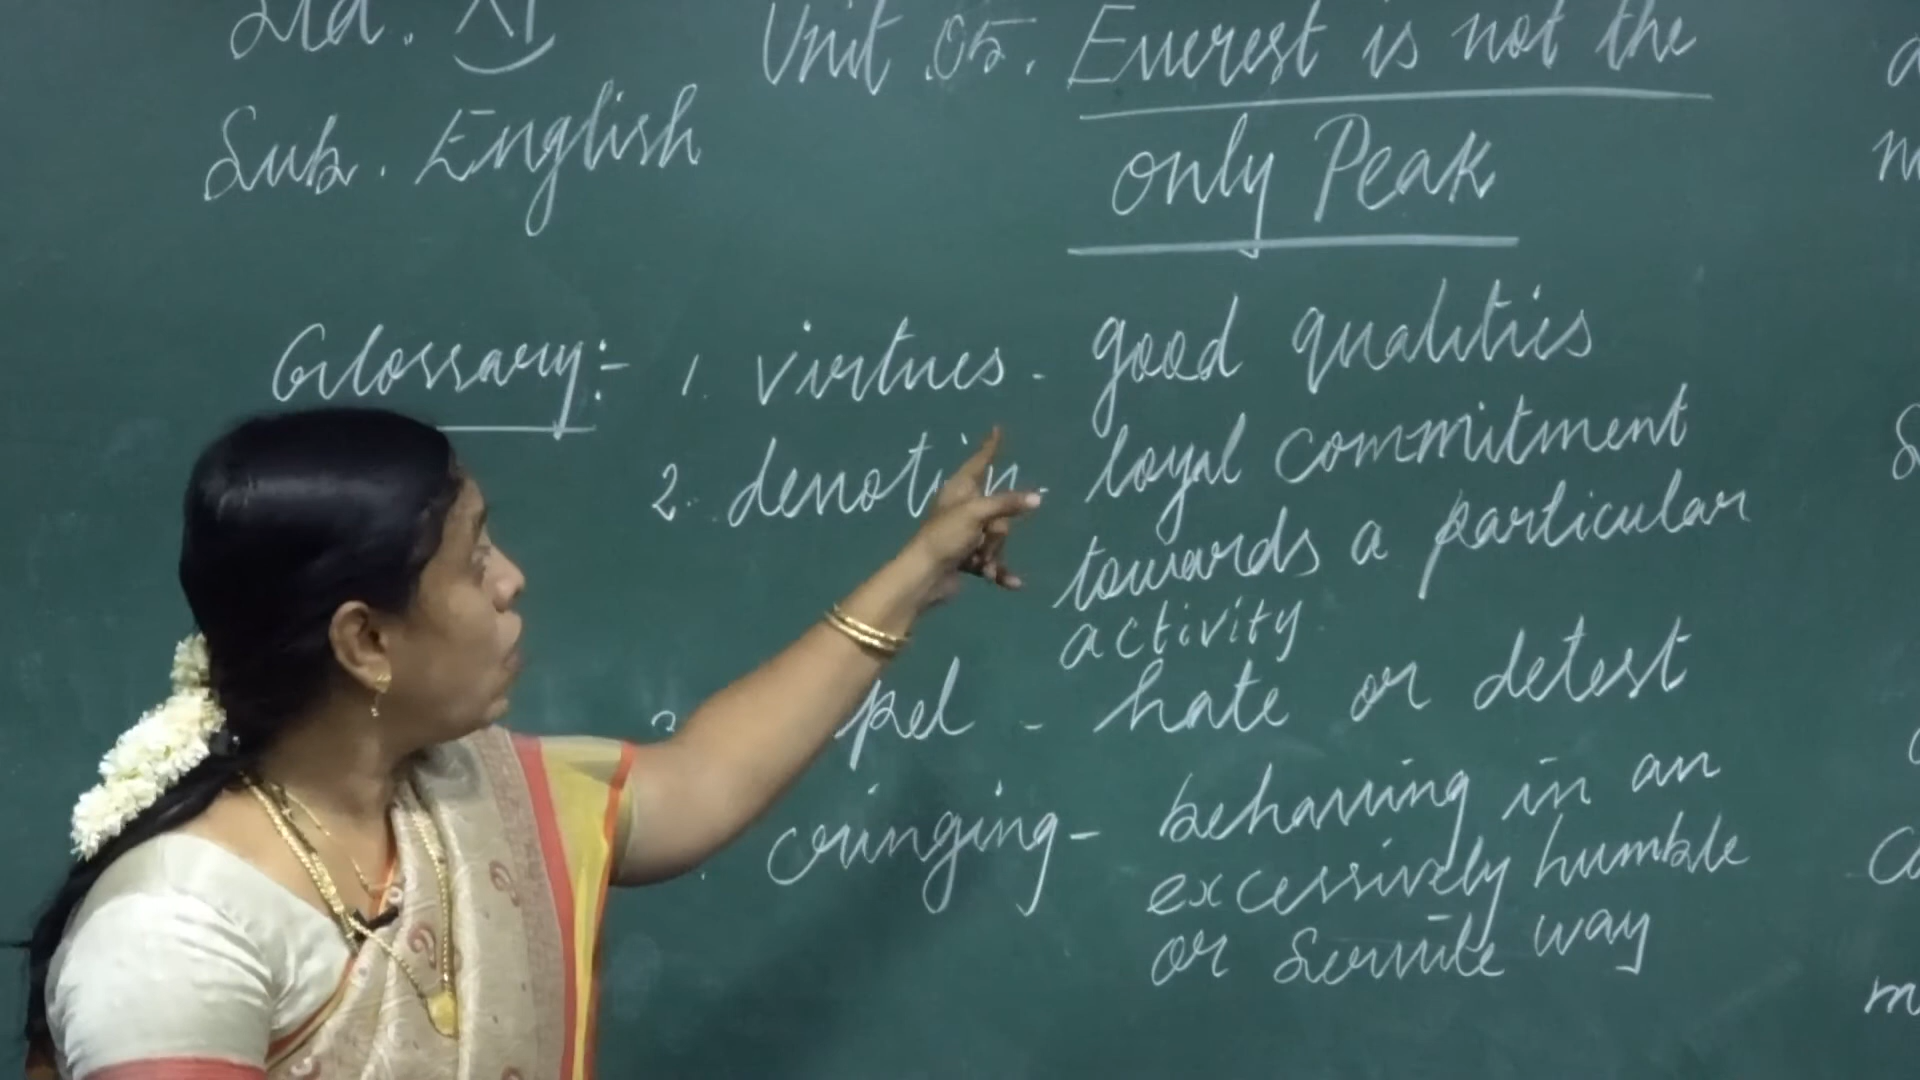 Std. XI
Unit 05. Everest is not the
Sub. English
only Peak
Glossary:- 1. virtues - good qualities
2. loyal commitment
towards a particular
activity
pel - hate or detest
cringing - behaving in an
excessively humble
or Servile way